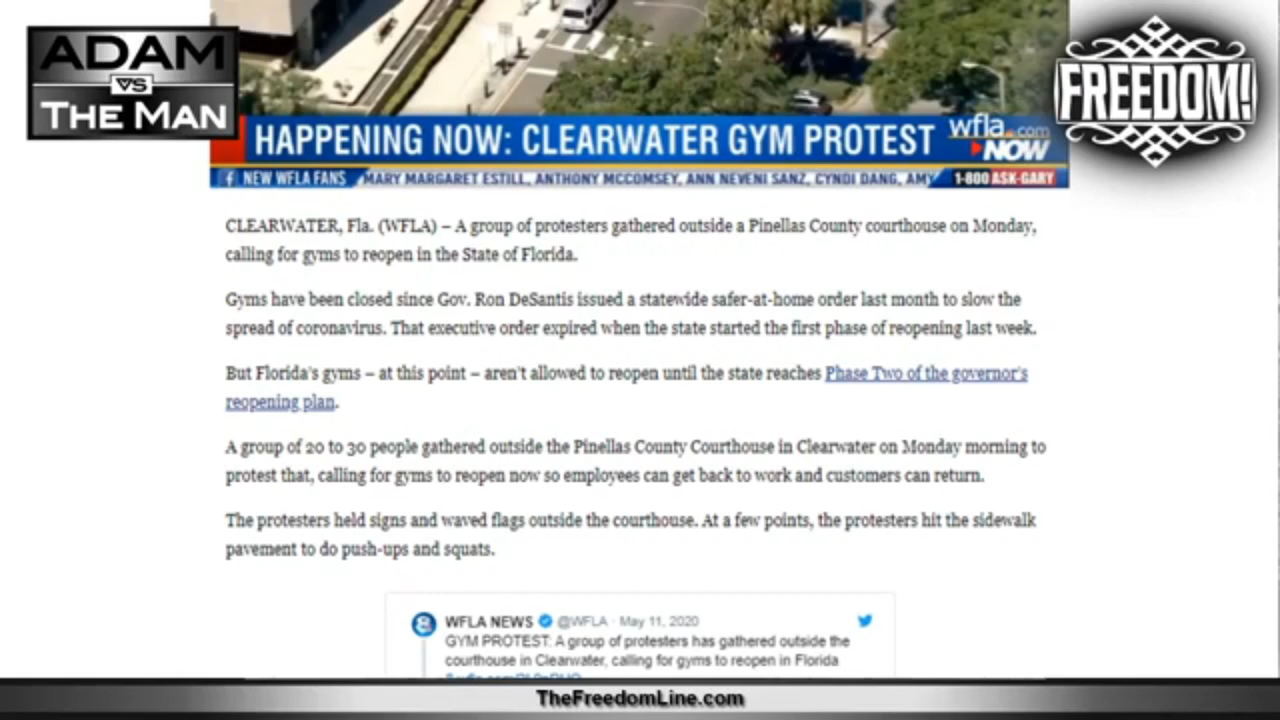 ADAM
VS
THE MAN
FREEDOM!
HAPPENING NOW: CLEARWATER GYM PROTEST
wfla.com
NOW
f NEW WFLA FANS MARY MARGARET ESTILL, ANTHONY MCCOMSEY, ANN NEVENI SANZ, CYNDI DANG, AMY 1-800 ASK-GARY
CLEARWATER, Fla. (WFLA) – A group of protesters gathered outside a Pinellas County courthouse on Monday,
calling for gyms to reopen in the State of Florida.
Gyms have been closed since Gov. Ron DeSantis issued a statewide safer-at-home order last month to slow the
spread of coronavirus. That executive order expired when the state started the first phase of reopening last week.
But Florida's gyms – at this point – aren't allowed to reopen until the state reaches Phase Two of the governor's
reopening plan.
A group of 20 to 30 people gathered outside the Pinellas County Courthouse in Clearwater on Monday morning to
protest that, calling for gyms to reopen now so employees can get back to work and customers can return.
The protesters held signs and waved flags outside the courthouse. At a few points, the protesters hit the sidewalk
pavement to do push-ups and squats.
WFLA NEWS @WFLA · May 11, 2020
GYM PROTEST: A group of protesters has gathered outside the
courthouse in Clearwater, calling for gyms to reopen in Florida
TheFreedomLine.com